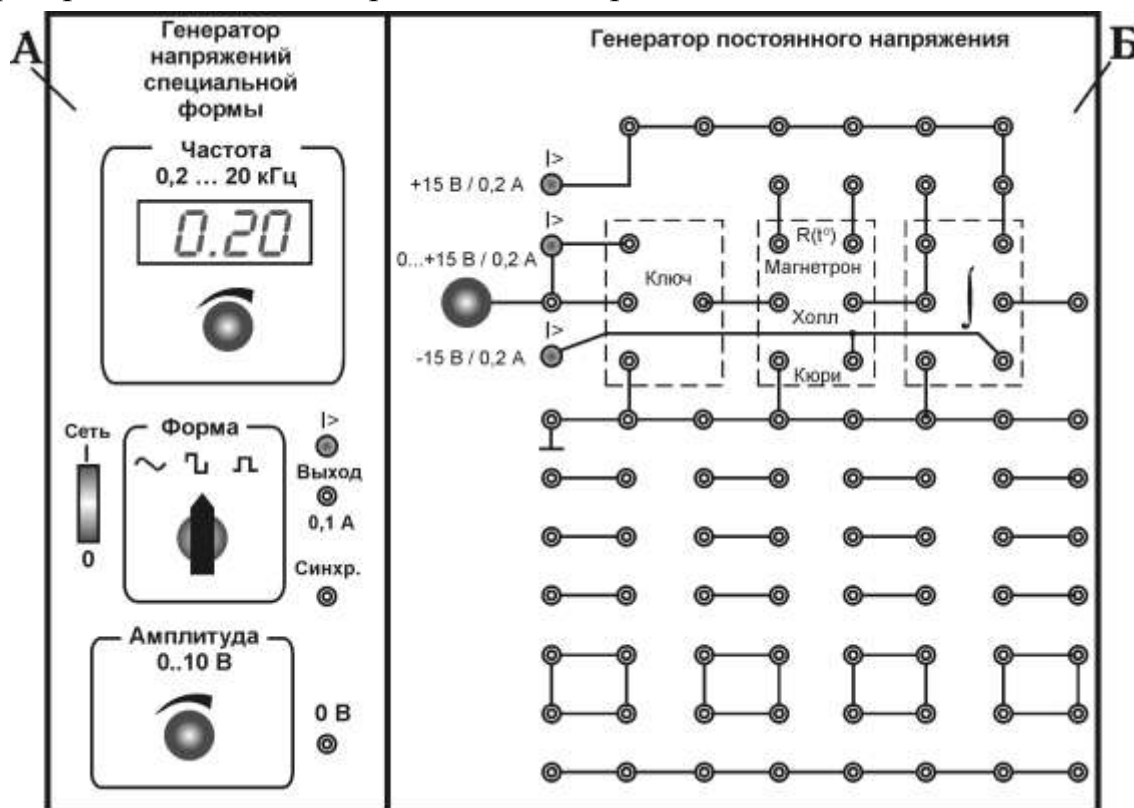 А
Генератор
напряжений
специальной
формы
Частота
0,2 ... 20 кГц
0.20
Сеть
I
0
Форма
I>
Выход
0,1 А
Синхр.
Амплитуда
0..10 В
0 В
Б
Генератор постоянного напряжения
I>
+15 В / 0,2 А
I>
0...+15 В / 0,2 А
I>
-15 В / 0,2 А
Ключ
R(t°)
Магнетрон
Холл
Кюри
∫